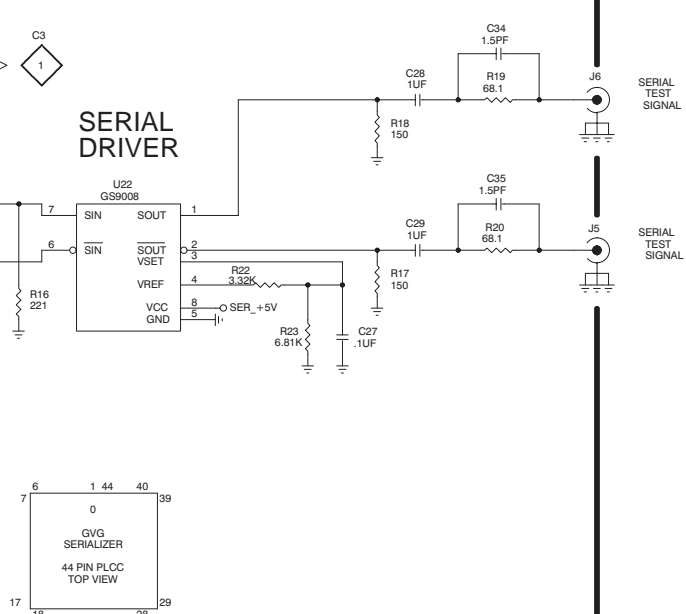 C3
1
SERIAL
DRIVER
C34
1.5PF
C28
1UF
R19
68.1
J6
SERIAL
TEST
SIGNAL
R18
150
U22
GS9008
7 SIN SOUT 1
6 SIN SOUT 2
VSET 3
VREF 4
VCC 8
GND 5
R22
3.32K
SER_+5V
R16
221
R23
6.81K
C27
.1UF
C35
1.5PF
C29
1UF
R20
68.1
J5
SERIAL
TEST
SIGNAL
R17
150
6 1 44 40
7 39
0
GVG
SERIALIZER
44 PIN PLCC
TOP VIEW
17 29
18 28